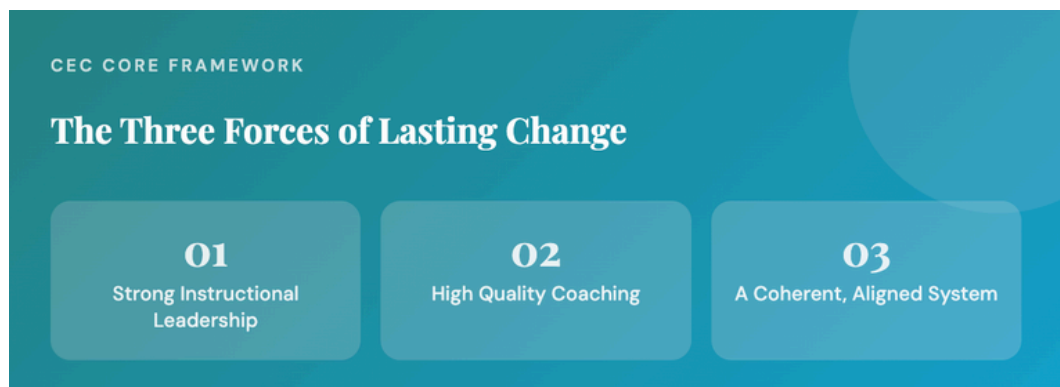 CEC CORE FRAMEWORK
The Three Forces of Lasting Change
01
Strong Instructional
Leadership
02
High Quality Coaching
03
A Coherent, Aligned System